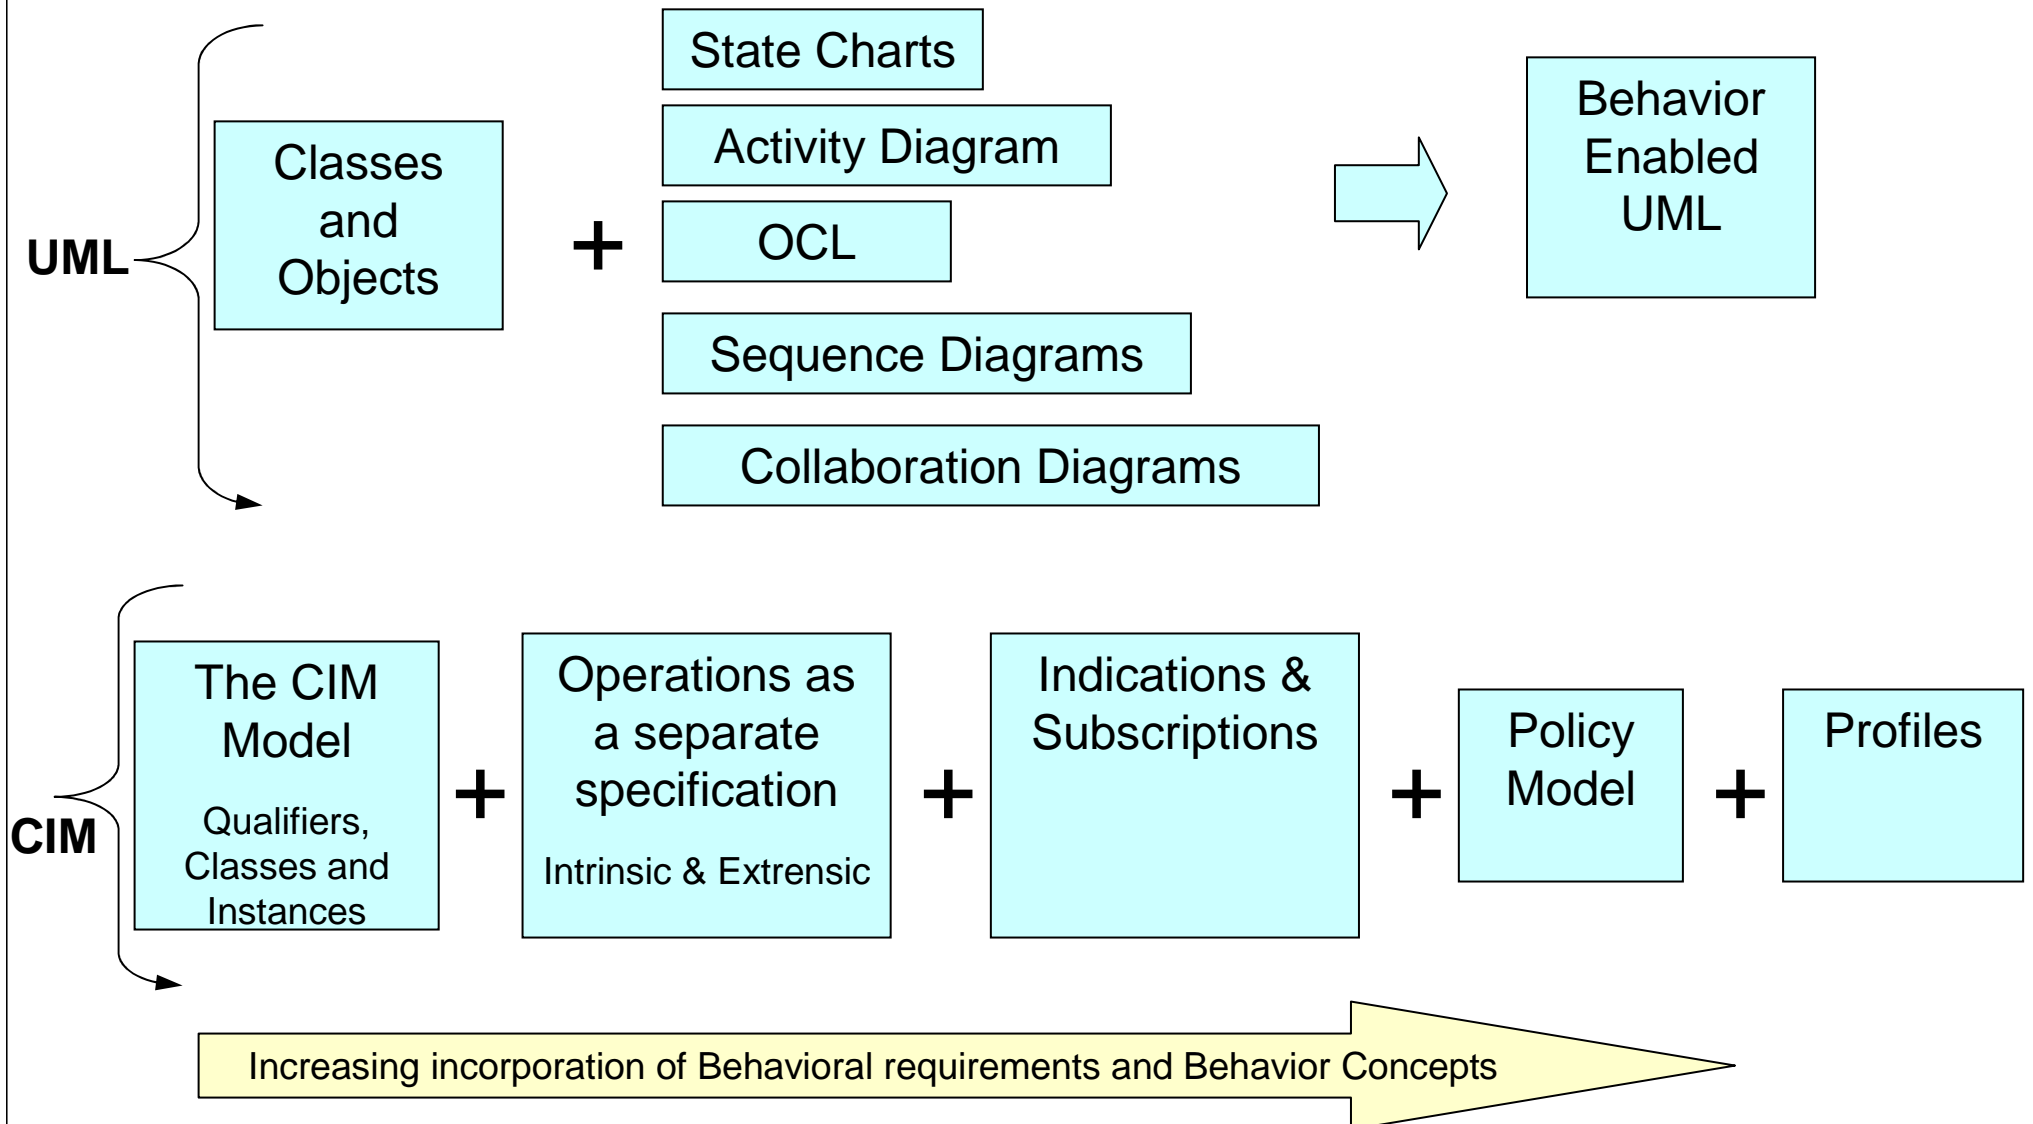 UML
Classes
and
Objects
+
State Charts
Activity Diagram
OCL
Sequence Diagrams
Collaboration Diagrams
Behavior
Enabled
UML
CIM
The CIM
Model
Qualifiers,
Classes and
Instances
+
Operations as
a separate
specification
Intrinsic & Extrensic
+
Indications &
Subscriptions
+
Policy
Model
+
Profiles
Increasing incorporation of Behavioral requirements and Behavior Concepts